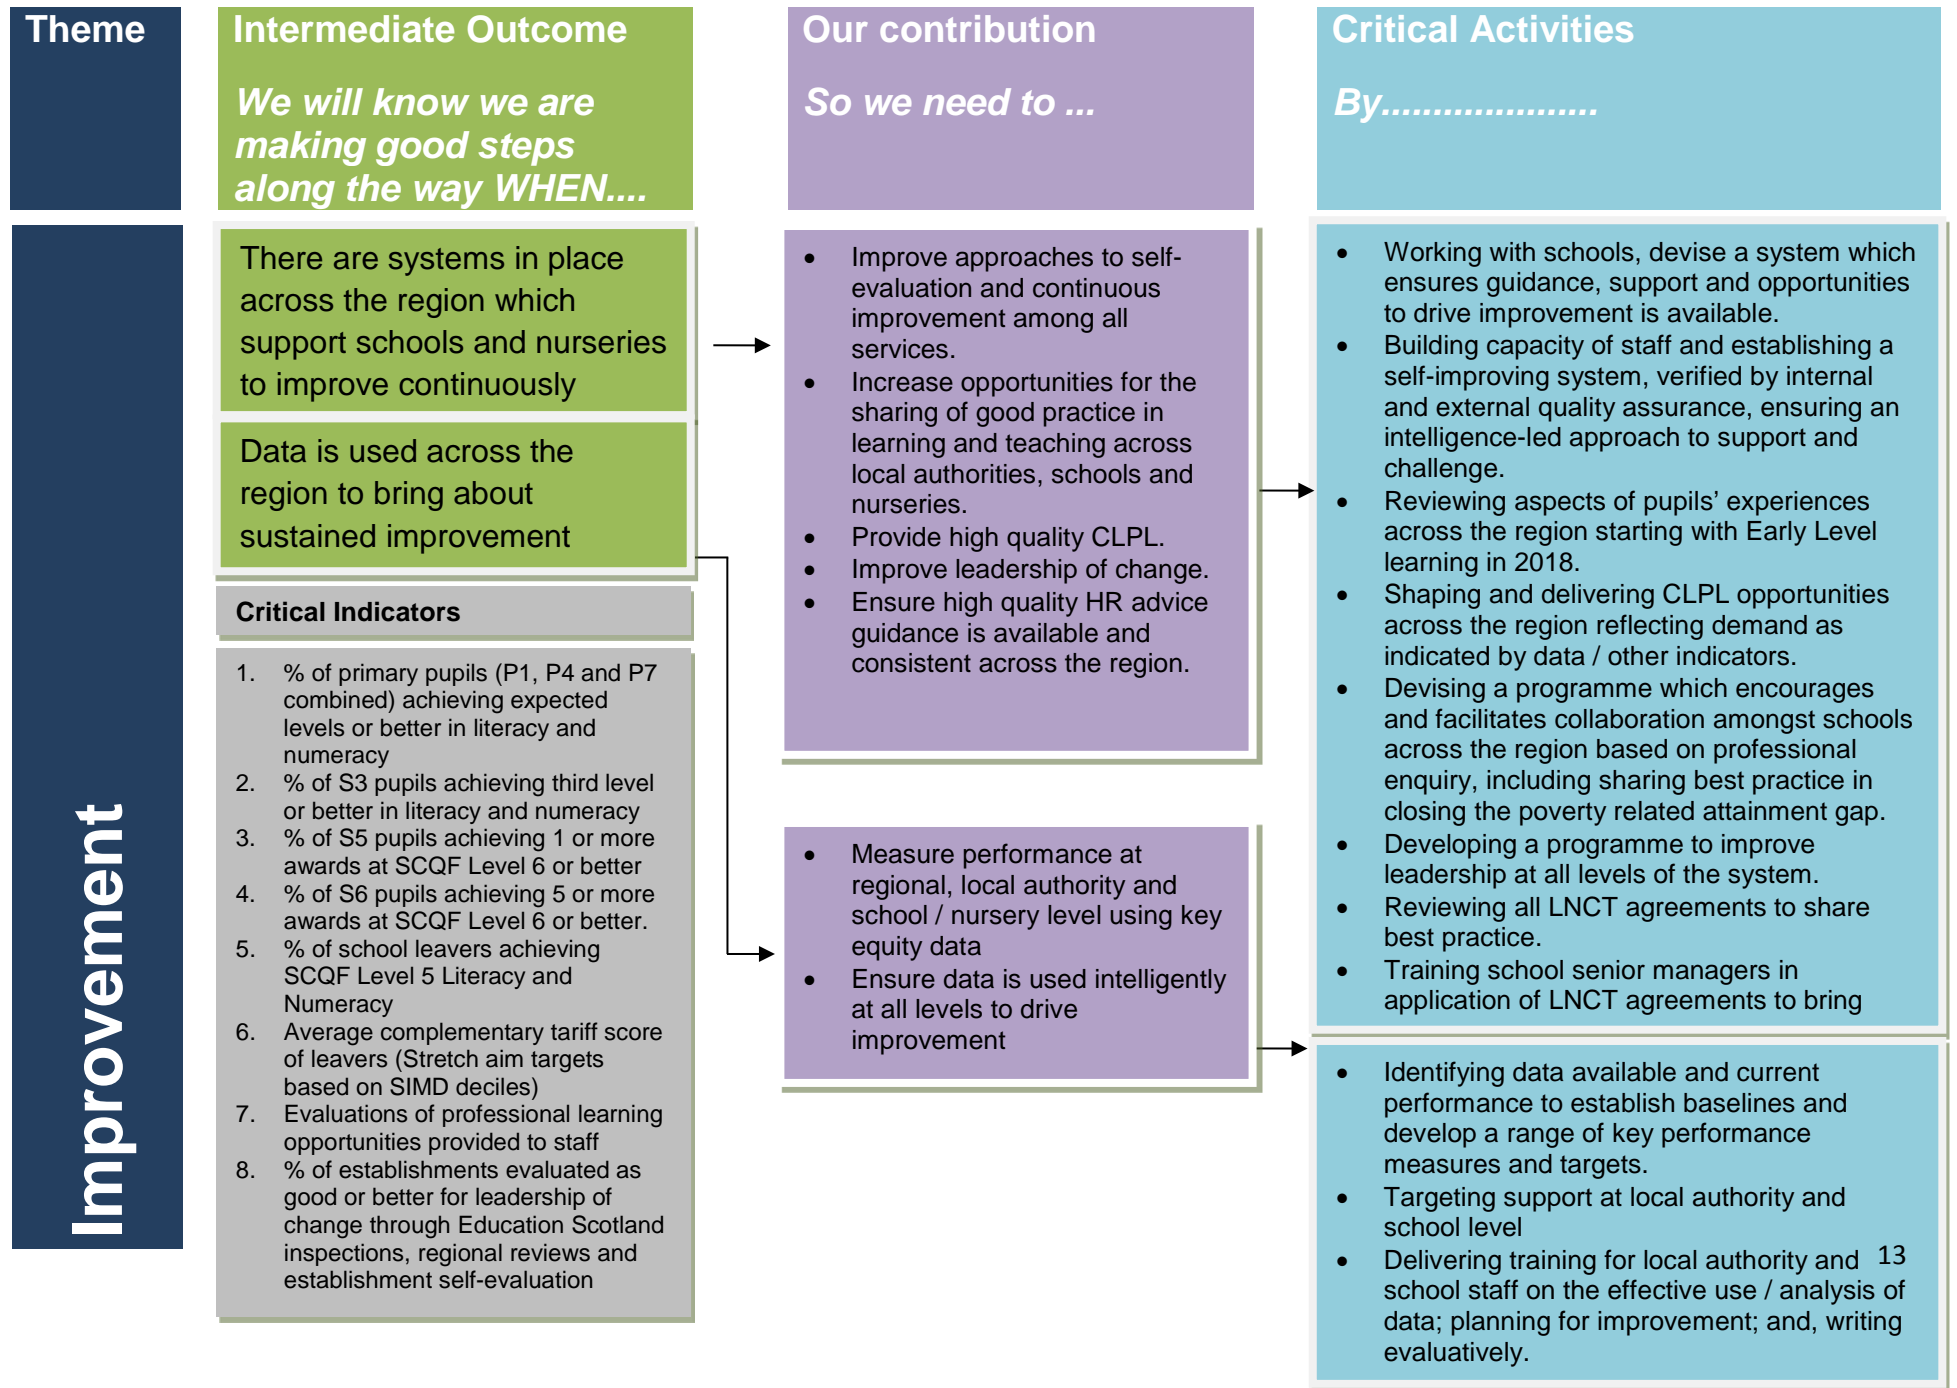 Theme
Intermediate Outcome
We will know we are
making good steps
along the way WHEN....
Our contribution
So we need to ...
Critical Activities
By.....................
Improvement
There are systems in place
across the region which
support schools and nurseries
to improve continuously
Data is used across the
region to bring about
sustained improvement
Critical Indicators
1. % of primary pupils (P1, P4 and P7
combined) achieving expected
levels or better in literacy and
numeracy
2. % of S3 pupils achieving third level
or better in literacy and numeracy
3. % of S5 pupils achieving 1 or more
awards at SCQF Level 6 or better
4. % of S6 pupils achieving 5 or more
awards at SCQF Level 6 or better.
5. % of school leavers achieving
SCQF Level 5 Literacy and
Numeracy
6. Average complementary tariff score
of leavers (Stretch aim targets
based on SIMD deciles)
7. Evaluations of professional learning
opportunities provided to staff
8. % of establishments evaluated as
good or better for leadership of
change through Education Scotland
inspections, regional reviews and
establishment self-evaluation
• Improve approaches to self-
evaluation and continuous
improvement among all
services.
• Increase opportunities for the
sharing of good practice in
learning and teaching across
local authorities, schools and
nurseries.
• Provide high quality CLPL.
• Improve leadership of change.
• Ensure high quality HR advice
guidance is available and
consistent across the region.
• Measure performance at
regional, local authority and
school / nursery level using key
equity data
• Ensure data is used intelligently
at all levels to drive
improvement
• Working with schools, devise a system which
ensures guidance, support and opportunities
to drive improvement is available.
• Building capacity of staff and establishing a
self-improving system, verified by internal
and external quality assurance, ensuring an
intelligence-led approach to support and
challenge.
• Reviewing aspects of pupils’ experiences
across the region starting with Early Level
learning in 2018.
• Shaping and delivering CLPL opportunities
across the region reflecting demand as
indicated by data / other indicators.
• Devising a programme which encourages
and facilitates collaboration amongst schools
across the region based on professional
enquiry, including sharing best practice in
closing the poverty related attainment gap.
• Developing a programme to improve
leadership at all levels of the system.
• Reviewing all LNCT agreements to share
best practice.
• Training school senior managers in
application of LNCT agreements to bring
• Identifying data available and current
performance to establish baselines and
develop a range of key performance
measures and targets.
• Targeting support at local authority and
school level
• Delivering training for local authority and
school staff on the effective use / analysis of
data; planning for improvement; and, writing
evaluatively.
13